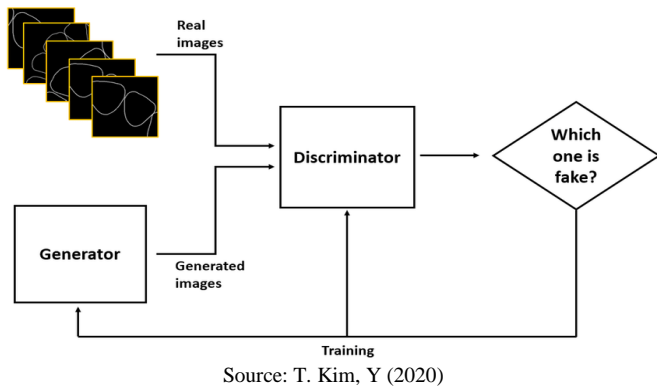 Real
images
Discriminator
Which
one is
fake?
Generator
Generated
images
Training
Source: T. Kim, Y (2020)